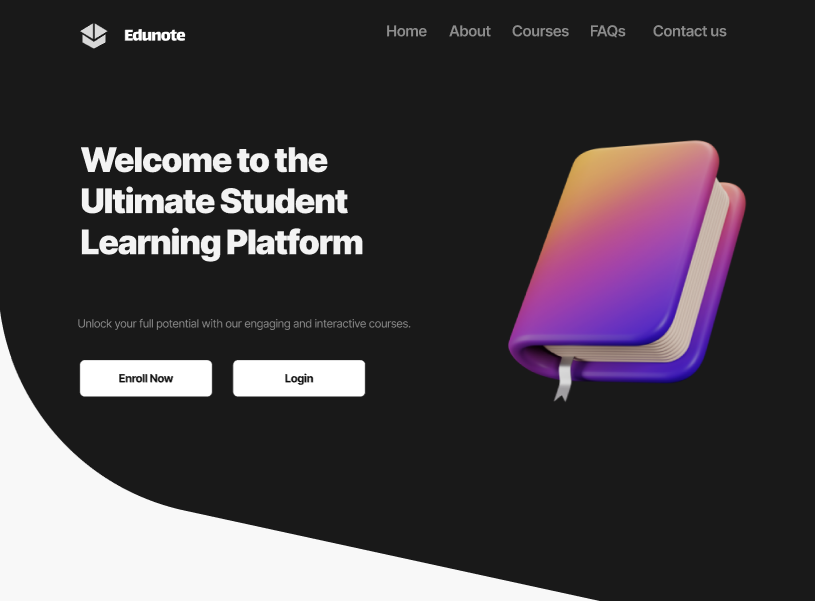 Edunote
Home About Courses FAQs Contact us
Welcome to the
Ultimate Student
Learning Platform
Unlock your full potential with our engaging and interactive courses.
Enroll Now
Login